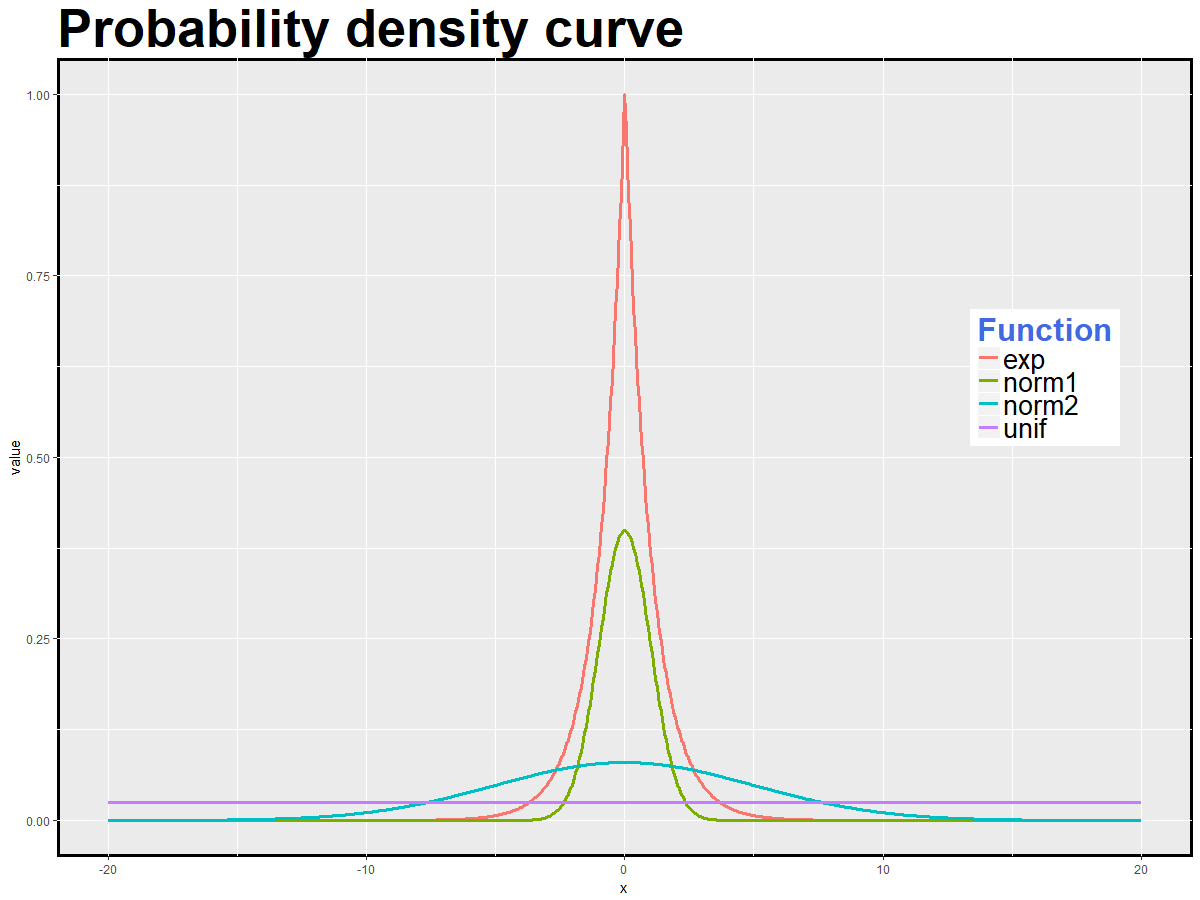 Probability density curve
1.00
0.75
0.50
0.25
0.00
value
-20
-10
0
10
20
x
Function
exp
norm1
norm2
unif